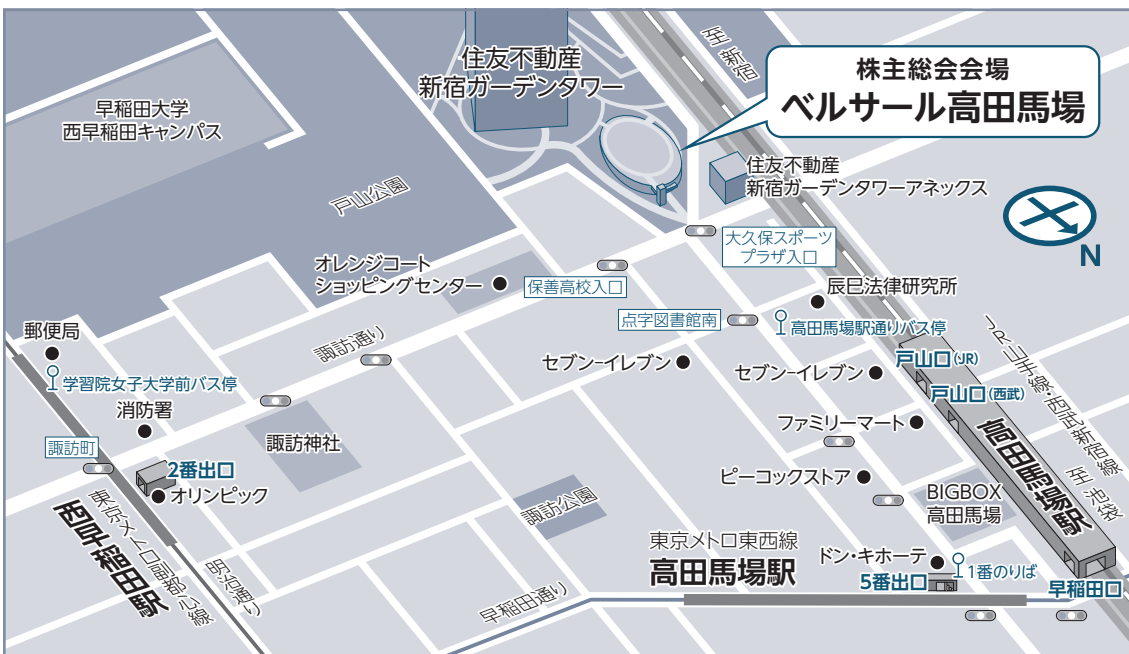 株主総会会場
ベルサール高田馬場
至 新宿
住友不動産
新宿ガーデンタワー
早稲田大学
西早稲田キャンパス
住友不動産
新宿ガーデンタワーアネックス
戸山公園
大久保スポーツ
プラザ入口
N
オレンジコート
ショッピングセンター
保善高校入口
辰巳法律研究所
点字図書館南
高田馬場駅通りバス停
郵便局
諏訪通り
学習院女子大学前バス停
セブン-イレブン
セブン-イレブン
戸山口(JR)
戸山口(西武)
JR山手線・西武新宿線
至 池袋
高田馬場駅
消防署
諏訪町
諏訪神社
ファミリーマート
2番出口
オリンピック
ピーコックストア
BIGBOX
高田馬場
諏訪公園
東京メトロ副都心線
西早稲田駅
明治通り
早稲田通り
東京メトロ東西線
高田馬場駅
ドン・キホーテ
1番のりば
5番出口
早稲田口